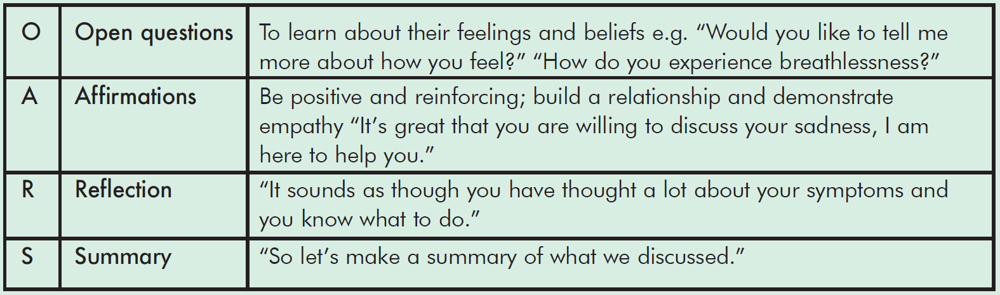 O Open questions To learn about their feelings and beliefs e.g. “Would you like to tell me
more about how you feel?” “How do you experience breathlessness?”
A Affirmations Be positive and reinforcing; build a relationship and demonstrate
empathy “It’s great that you are willing to discuss your sadness, I am
here to help you.”
R Reflection “It sounds as though you have thought a lot about your symptoms and
you know what to do.”
S Summary “So let’s make a summary of what we discussed.”